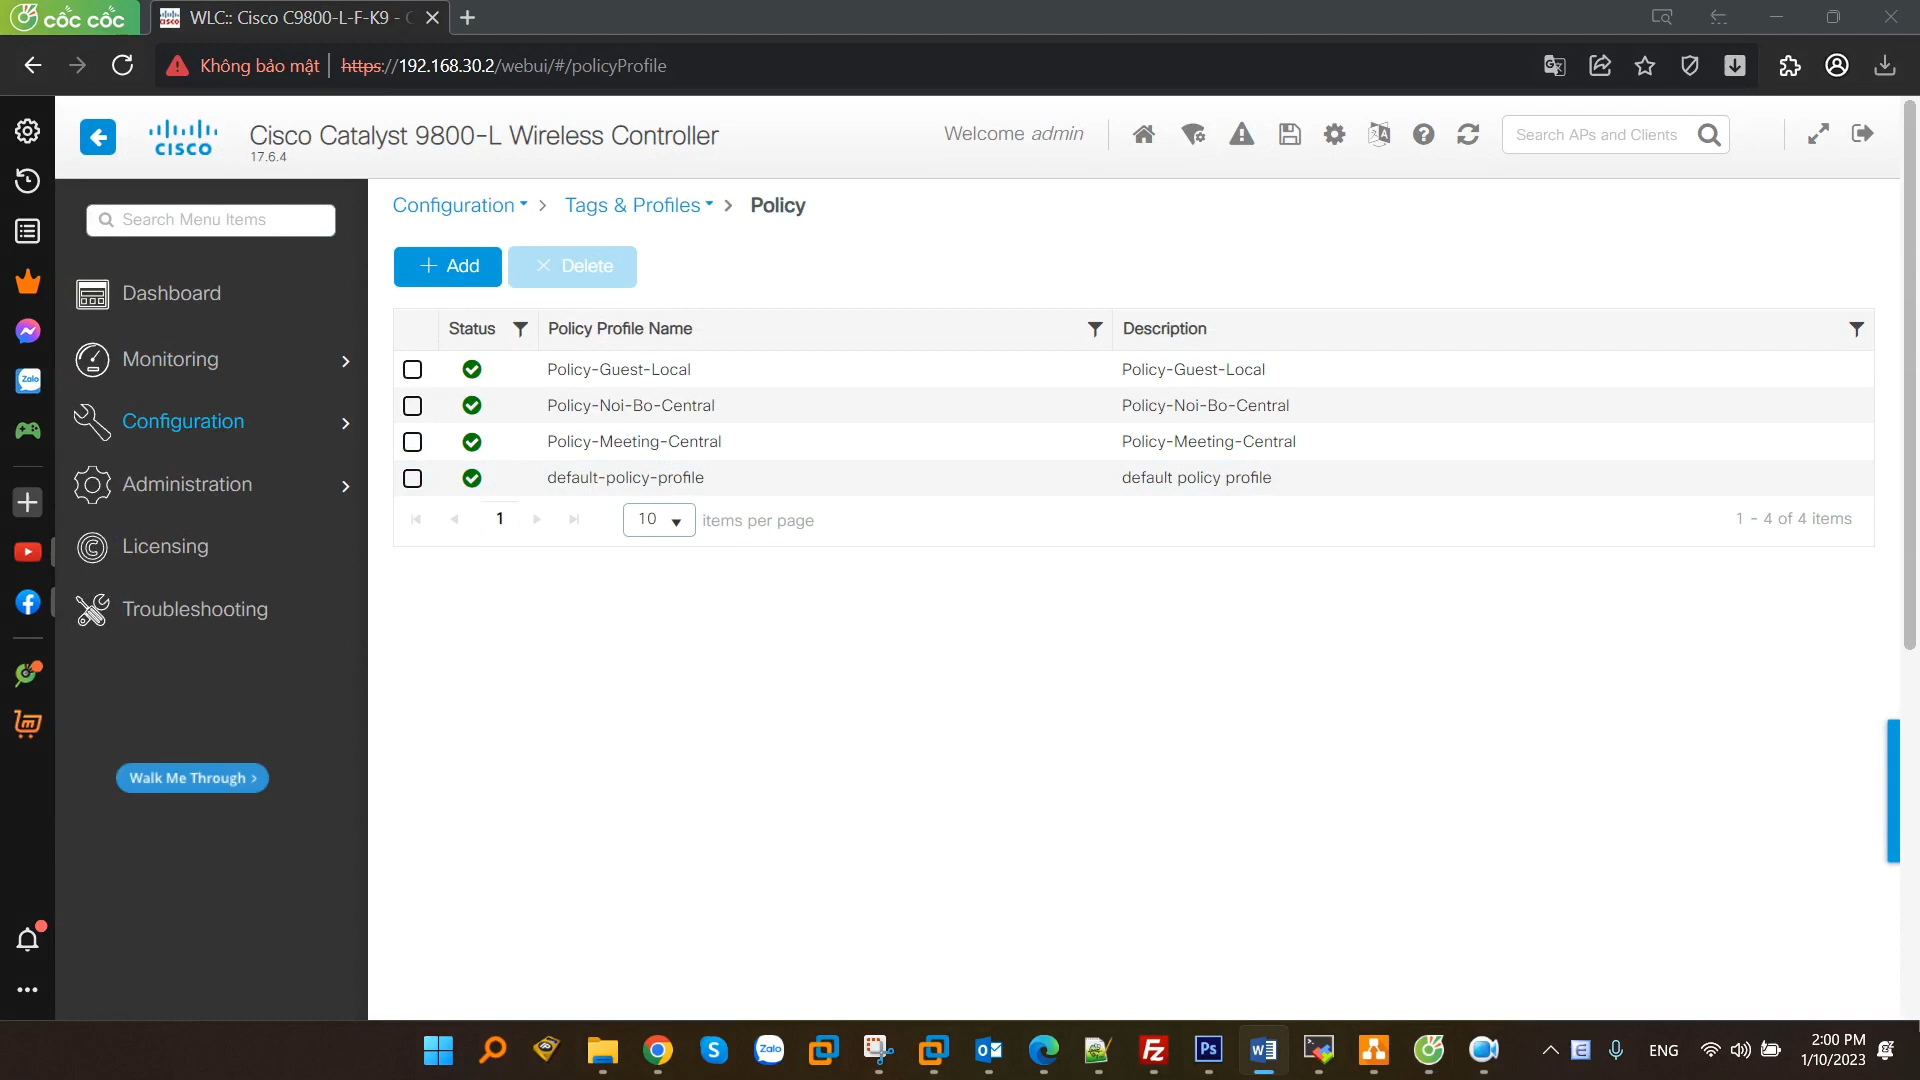 cốc cốc
WLC:: Cisco C9800-L-F-K9 -
Không bảo mật
https://192.168.30.2/webui/#/policyProfile
CISCO
Cisco Catalyst 9800-L Wireless Controller
17.6.4
Welcome admin
Search APs and Clients
Search Menu Items
Dashboard
Monitoring
Configuration
Administration
Licensing
Troubleshooting
Walk Me Through >
Configuration > Tags & Profiles > Policy
+ Add
× Delete
Status Policy Profile Name Description
Policy-Guest-Local Policy-Guest-Local
Policy-Noi-Bo-Central Policy-Noi-Bo-Central
Policy-Meeting-Central Policy-Meeting-Central
default-policy-profile default policy profile
1 10 items per page 1 - 4 of 4 items
Zalo
Zalo
ENG
2:00 PM
1/10/2023